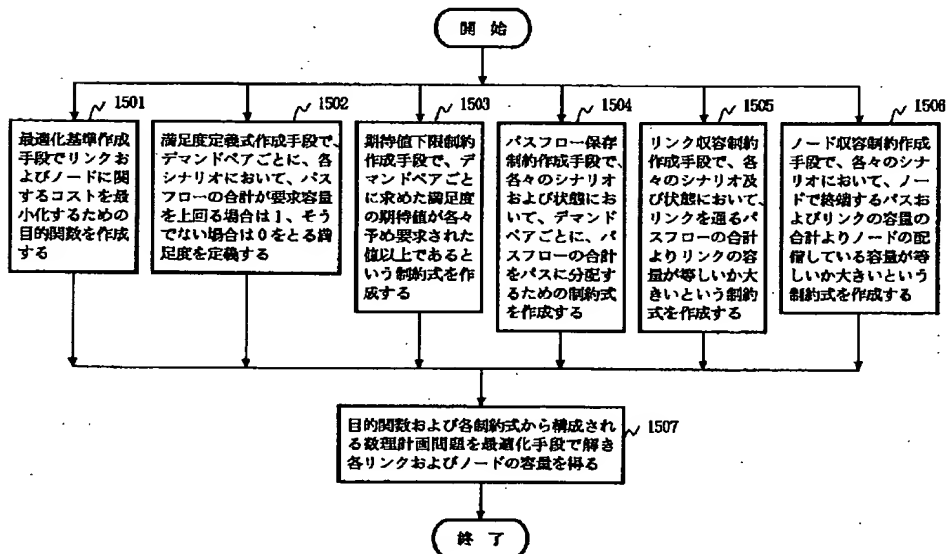 開 始
1501
最適化基準作成
手段でリンクお
よびノードに関
するコストを最
小化するための
目的関数を作成
する
1502
満足度定義式作成手段で、
デマンドペアごとに、各
シナリオにおいて、パス
フローの合計が要求容量
を上回る場合は1、そう
でない場合は0をとる満
足度を定義する
1503
期待値下限制約
作成手段で、デ
マンドペアごと
に求めた満足度
の期待値が各々
予め要求された
値以上であると
いう制約式を作
成する
1504
パスフロー保存
制約作成手段で、
各々のシナリオ
および状態にお
いて、デマンド
ペアごとに、パ
スフローの合計
をパスに分配す
るための制約式
を作成する
1505
リンク収容制約
作成手段で、各
々のシナリオ及
び状態において、
リンクを通るパ
スフローの合計
よりリンクの容
量が等しいか大
きいという制約
式を作成する
1506
ノード収容制約作成手
段で、各々のシナリ
オにおいて、ノー
ドで終端するパスお
よびリンクの容量の
合計よりノードの配
備している容量が等
しいか大きいという
制約式を作成する
目的関数および各制約式から構成され
る数理計画問題を最適化手段で解き
各リンクおよびノードの容量を得る
1507
終 了